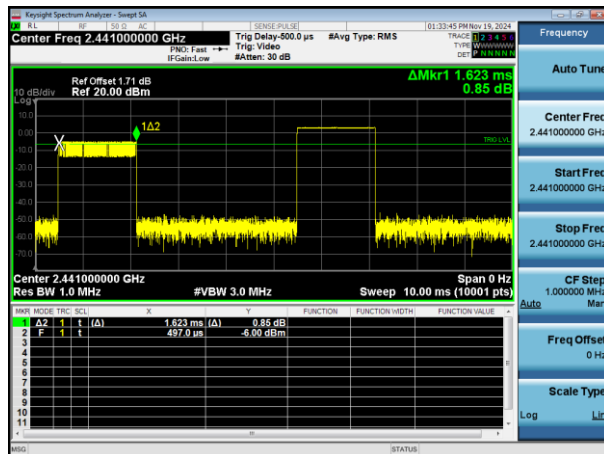 Keysight Spectrum Analyzer - Swept SA
RL RF 50 Ω AC SENSE:PULSE 01:33:45 PM Nov 19, 2024
Center Freq 2.441000000 GHz
PNO: Fast
IFGain:Low
Trig Delay-500.0 µs
Trig: Video
#Atten: 30 dB
#Avg Type: RMS
TRACE 1 2 3 4 5 6
TYPE WWWWWW
DET P NNNNN
Frequency
Auto Tune
Center Freq
2.441000000 GHz
Start Freq
2.441000000 GHz
Stop Freq
2.441000000 GHz
CF Step
1.000000 MHz
Auto Man
Freq Offset
0 Hz
Scale Type
Log Lin
Ref Offset 1.71 dB
10 dB/div Ref 20.00 dBm
Log
ΔMkr1 1.623 ms
0.85 dB
10.0
0.00
-10.0
-20.0
-30.0
-40.0
-50.0
-60.0
-70.0
1Δ2
TRIG LVL
Center 2.441000000 GHz
Span 0 Hz
Res BW 1.0 MHz
#VBW 3.0 MHz
Sweep 10.00 ms (10001 pts)
MKR MODE TRC SCL X Y FUNCTION FUNCTION WIDTH FUNCTION VALUE
1 Δ2 1 t (Δ) 1.623 ms (Δ) 0.85 dB
2 F 1 t 497.0 µs -6.00 dBm
3
4
5
6
7
8
9
10
11
MSG STATUS